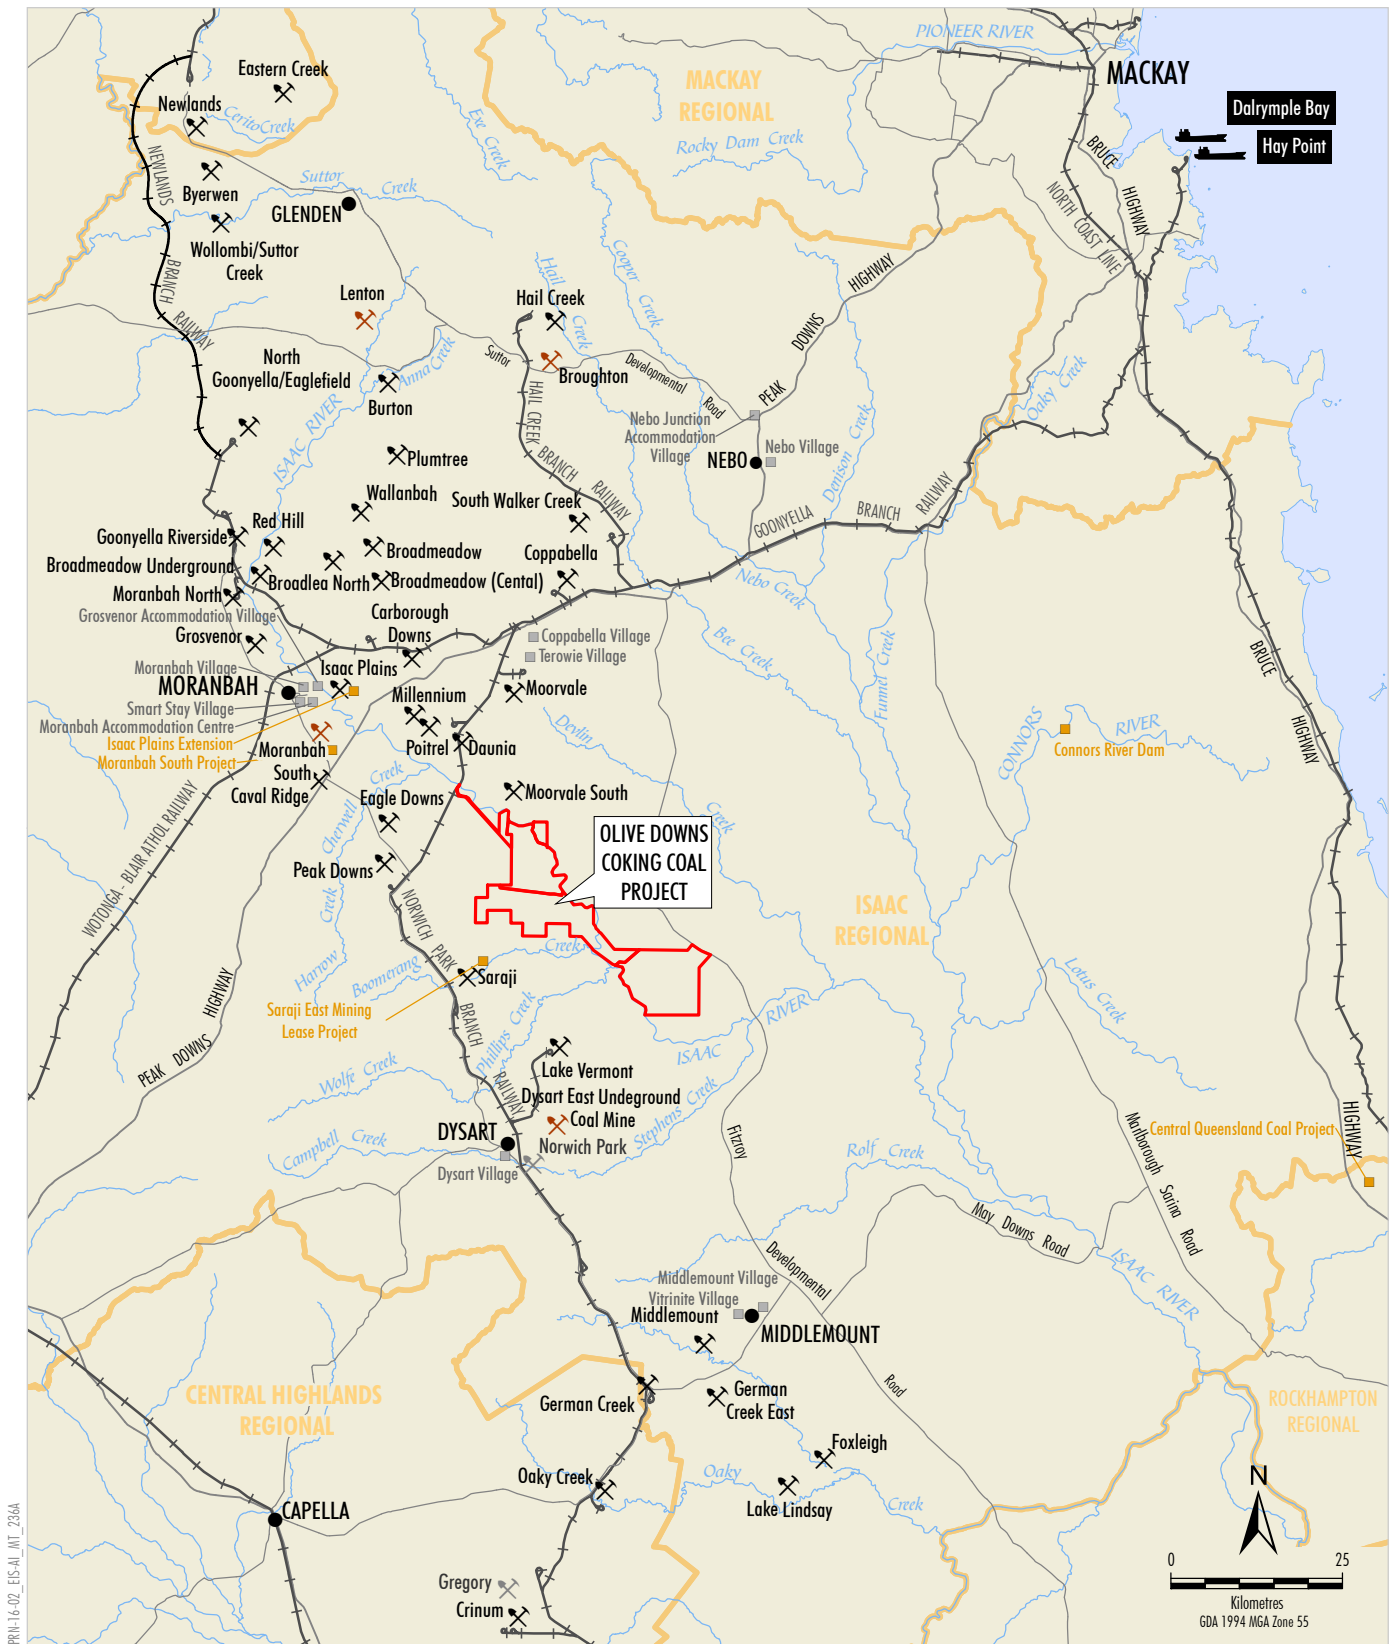 PIONEER RIVER
MACKAY
Eastern Creek
Newlands
Cerito Creek
Exe Creek
MACKAY
REGIONAL
Rocky Dam Creek
Dalrymple Bay
Hay Point
BRUCE
HIGHWAY
NORTH COAST LINE
NEWLANDS
BRANCH
RAILWAY
Byerwen
Suttor
Creek
GLENDEN
Wollombi/Suttor
Creek
Lenton
Hail Creek
Hail
Creek
Cooper Creek
HIGHWAY
DOWNS
PEAK
North
Goonyella/Eaglefield
Anna Creek
Burton
Suttor
Developmental
Road
Broughton
HAIL CREEK
BRANCH
RAILWAY
Nebo Junction
Accommodation
Village
Nebo Village
NEBO
Denison Creek
Oaky Creek
ISAAC RIVER
Plumtree
Wallanbah
South Walker Creek
GOONYELLA
BRANCH
RAILWAY
Goonyella Riverside
Red Hill
Broadmeadow
Coppabella
Broadmeadow Underground
Broadlea North
Broadmeadow (Cental)
Moranbah North
Nebo Creek
Grosvenor Accommodation Village
Carborough
Downs
Grosvenor
Coppabella Village
Terowie Village
Bee Creek
Funnel Creek
Moranbah Village
Isaac Plains
MORANBAH
Millennium
Moorvale
Smart Stay Village
Moranbah Accommodation Centre
Isaac Plains Extension
Moranbah South Project
Moranbah
South
Poitrel
Daunia
Devlin
Creek
CONNORS
RIVER
Connors River Dam
BRUCE
HIGHWAY
Caval Ridge
Cherwell
Creek
Eagle Downs
Moorvale South
OLIVE DOWNS
COKING COAL
PROJECT
Peak Downs
WOTONGA - BLAIR ATHOL RAILWAY
NORWICH PARK
BRANCH
RAILWAY
ISAAC
REGIONAL
Harrow
Creek
Boomerang
Creek
Saraji
Lotus Creek
Saraji East Mining
Lease Project
PEAK DOWNS HIGHWAY
Phillips Creek
ISAAC
RIVER
Lake Vermont
Wolfe Creek
Dysart East Undeground
Coal Mine
Stephens Creek
DYSART
Norwich Park
Campbell Creek
Dysart Village
Fitzroy
Developmental
Road
Rolf Creek
Marlborough Sarina Road
HIGHWAY
Central Queensland Coal Project
May Downs Road
ISAAC RIVER
Middlemount Village
Vitrinite Village
Middlemount
MIDDLEMOUNT
CENTRAL HIGHLANDS
REGIONAL
German Creek
German
Creek East
ROCKHAMPTON
REGIONAL
Foxleigh
Oaky Creek
Oaky
Creek
Lake Lindsay
CAPELLA
Gregory
Crinum
N
0
25
Kilometres
GDA 1994 MGA Zone 55
PRN-16-02_EIS-AI_MT_236A